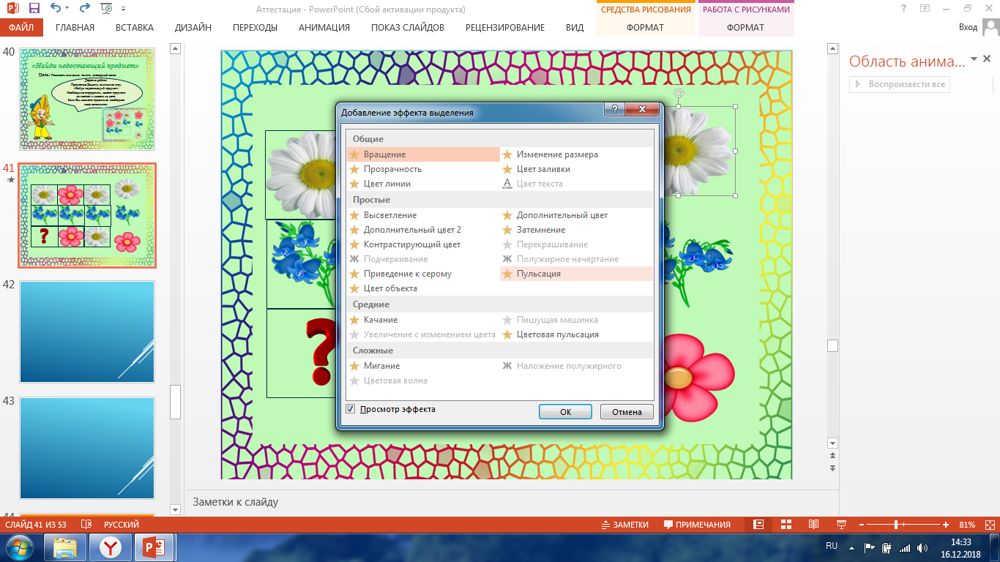 Аттестация - PowerPoint (Сбой активации продукта)
СРЕДСТВА РИСОВАНИЯ
РАБОТА С РИСУНКАМИ
ФАЙЛ ГЛАВНАЯ ВСТАВКА ДИЗАЙН ПЕРЕХОДЫ АНИМАЦИЯ ПОКАЗ СЛАЙДОВ РЕЦЕНЗИРОВАНИЕ ВИД ФОРМАТ ФОРМАТ Вход
40
«Найди недостающий предмет»
41
?
42
43
44
Область анима...
Воспроизвести все
Добавление эффекта выделения
Общие
Вращение Изменение размера
Прозрачность Цвет заливки
Цвет линии Цвет текста
Простые
Высветление Дополнительный цвет
Дополнительный цвет 2 Затемнение
Контрастирующий цвет Перекрашивание
Ж Подчеркивание Ж Полужирное начертание
Приведение к серому Пульсация
Цвет объекта
Средние
Качание Пишущая машинка
Увеличение с изменением цвета Цветовая пульсация
Сложные
Мигание Ж Наложение полужирного
Цветовая волна
Просмотр эффекта ОК Отмена
?
Заметки к слайду
СЛАЙД 41 ИЗ 53 РУССКИЙ ЗАМЕТКИ ПРИМЕЧАНИЯ 81%
RU 14:33
16.12.2018